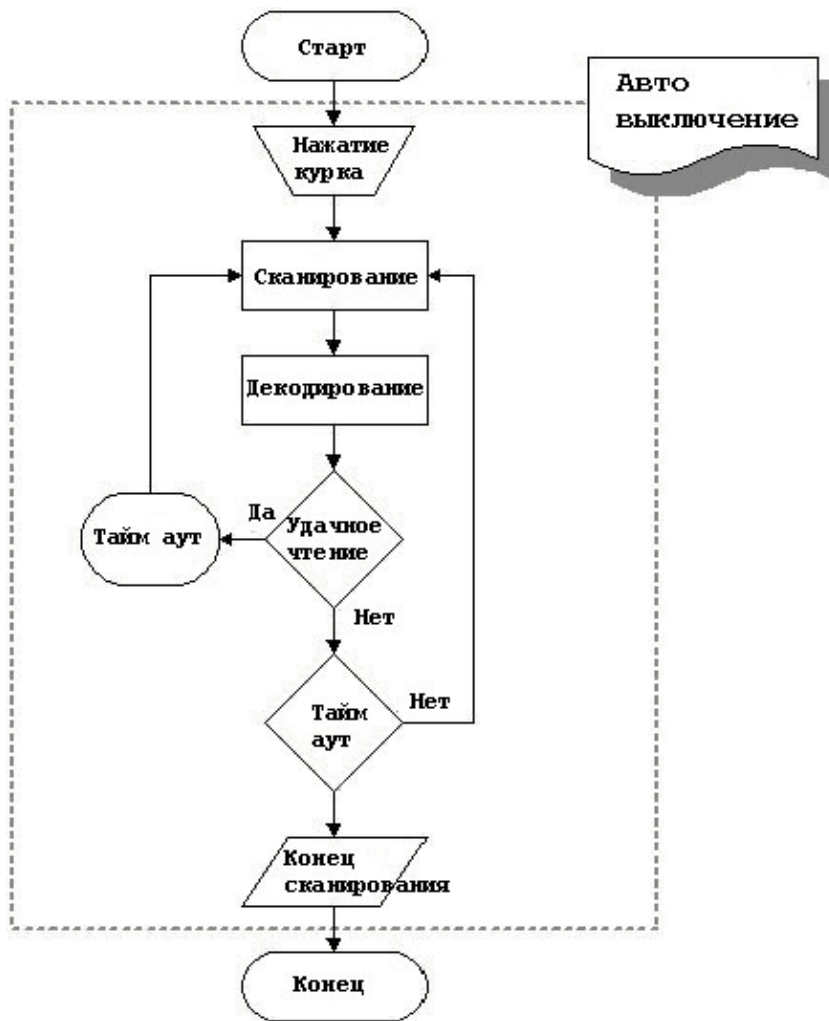 Старт
Авто
выключение
Нажатие
курка
Сканирование
Декодирование
Да
Удачное
чтение
Тайм аут
Нет
Тайм
аут
Нет
Конец
сканирования
Конец